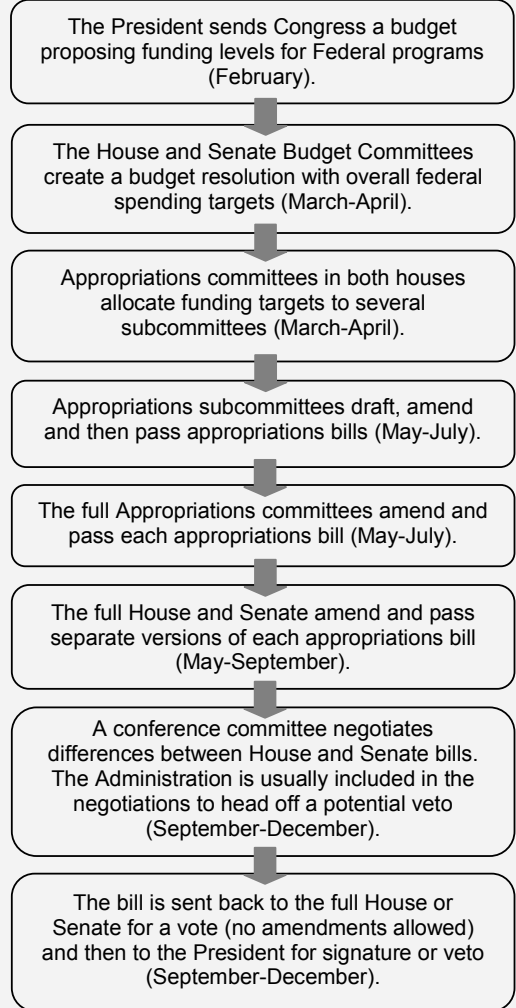 The President sends Congress a budget
proposing funding levels for Federal programs
(February).
The House and Senate Budget Committees
create a budget resolution with overall federal
spending targets (March-April).
Appropriations committees in both houses
allocate funding targets to several
subcommittees (March-April).
Appropriations subcommittees draft, amend
and then pass appropriations bills (May-July).
The full Appropriations committees amend and
pass each appropriations bill (May-July).
The full House and Senate amend and pass
separate versions of each appropriations bill
(May-September).
A conference committee negotiates
differences between House and Senate bills.
The Administration is usually included in the
negotiations to head off a potential veto
(September-December).
The bill is sent back to the full House or
Senate for a vote (no amendments allowed)
and then to the President for signature or veto
(September-December).